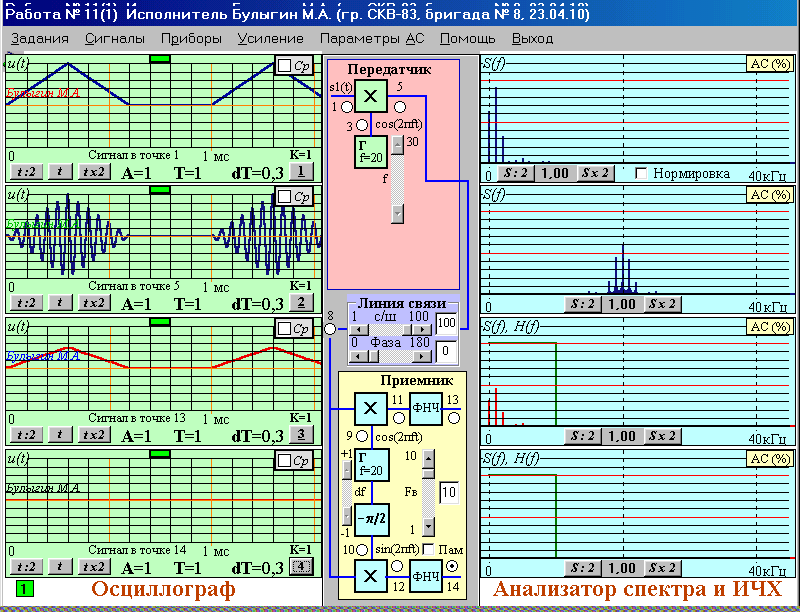 Работа № 11(1) Исполнитель Булыгин М.А. (гр. СКВ-83, бригада № 8, 23.04.10)
Задания Сигналы Приборы Усиление Параметры АС Помощь Выход
u(t) Ср
Булыгин М.А.
0 Сигнал в точке 1 1 мс K=1
t:2 t tx2 A=1 T=1 dT=0,3 1
u(t) Ср
Булыгин М.А.
0 Сигнал в точке 5 1 мс K=1
t:2 t tx2 A=1 T=1 dT=0,3 2
u(t) Ср
Булыгин М.А
0 Сигнал в точке 13 1 мс K=1
t:2 t tx2 A=1 T=1 dT=0,3 3
u(t) Ср
Булыгин М.А
0 Сигнал в точке 14 1 мс K=1
t:2 t tx2 A=1 T=1 dT=0,3 4
1 Осциллограф
Передатчик
s1(t) X 5
1
3 cos(2πft)
Г
f=20
30
f
Линия связи
8
1 с/ш 100 100
0 Фаза 180 0
Приемник
X 11 ФНЧ 13
9 cos(2πft)
+1 Г
f=20
10
df Fв 10
-π/2
-1 1
10 sin(2πft) Пам
X 12 ФНЧ 14
S(f) АС (%)
0 S:2 1,00 Sx2 Нормировка 40кГц
S(f) АС (%)
0 S:2 1,00 Sx2 40кГц
S(f), H(f) АС (%)
0 S:2 1,00 Sx2 40кГц
S(f), H(f) АС (%)
0 S:2 1,00 Sx2 40кГц
Анализатор спектра и ИЧХ